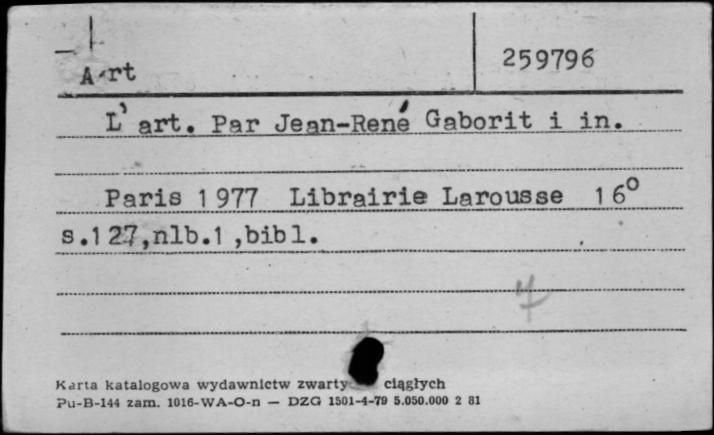 Art
259796
L'art. Par Jean-René Gaborit i in.
Paris 1977 Librairie Larousse 16°
s.127,nlb.1,bibl.
Karta katalogowa wydawnictw zwarty ciągłych
Pu-B-144 zam. 1016-WA-O-n — DZG 1501-4-79 5.050.000 2 81